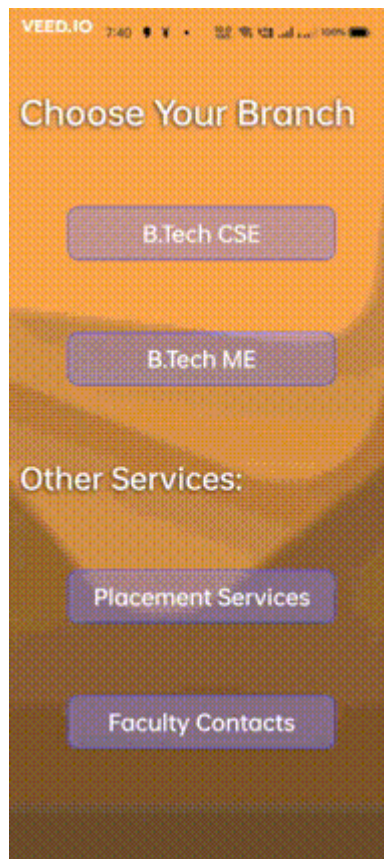 VEED.IO 7:40 100%
Choose Your Branch
B.Tech CSE
B.Tech ME
Other Services:
Placement Services
Faculty Contacts